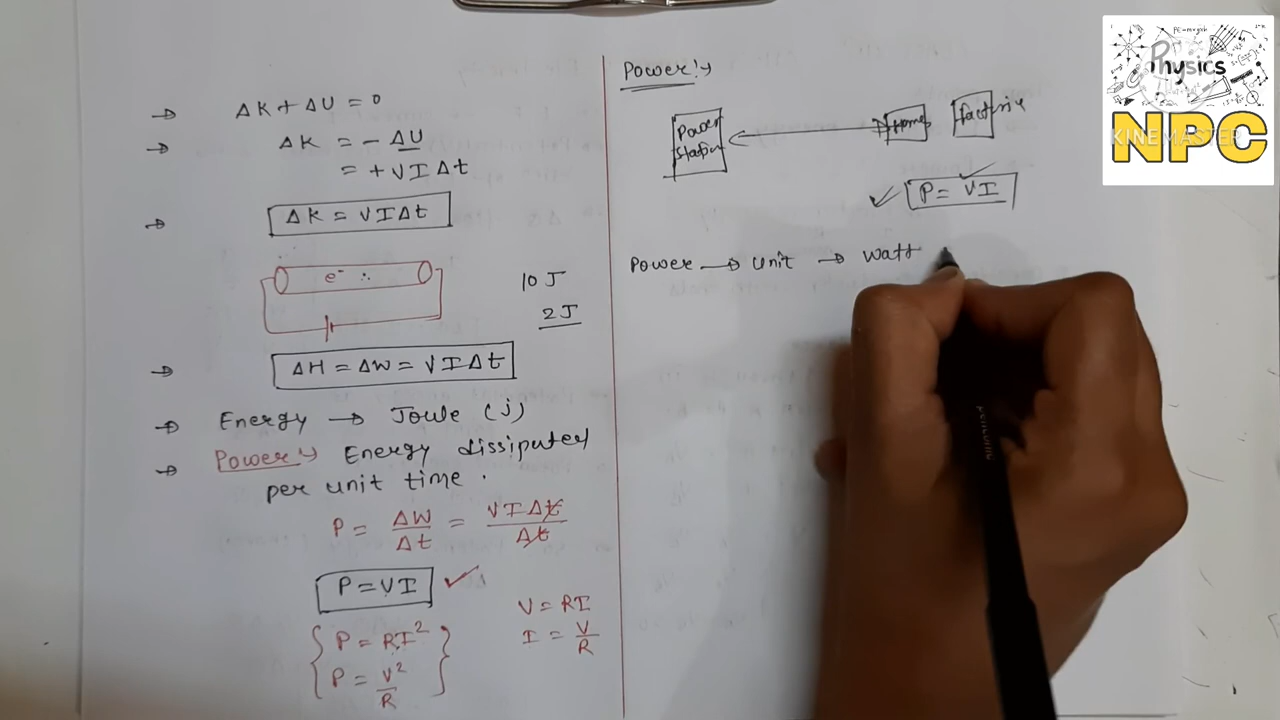 → ΔK + ΔU = 0
→ ΔK = - ΔU
= + VIΔt
→ ΔK = VIΔt
e⁻
10 J
2J
→ ΔH = ΔW = VIΔt
→ Energy → Joule (j)
→ Power → Energy dissiputed
per unit time.
P = ΔW/Δt = VIΔt/Δt
P = VI ✓
P = RI²
P = V²/R
V = RI
I = V/R
Power :→
Power station
Home
✓ P = VI ✓
Power → Unit → watt
Physics
KINEMASTER
NPC